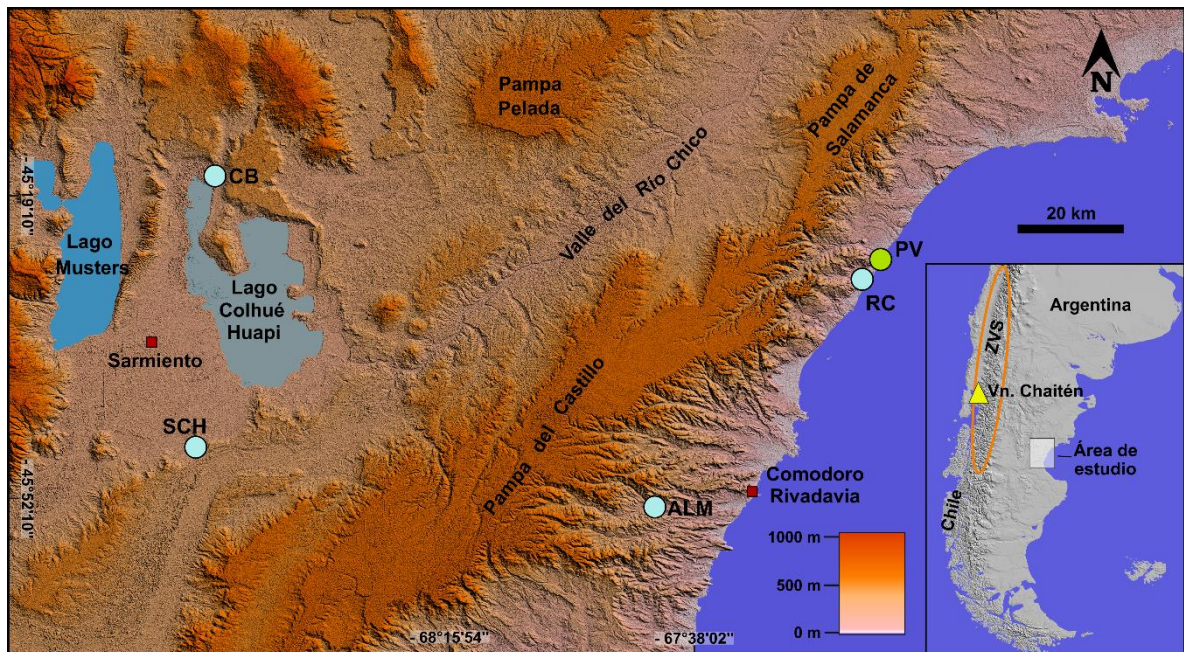 Pampa
Pelada
Pampa de
Salamanca
N
Valle del Río Chico
- 45°19'10''
CB
Lago
Musters
Lago
Colhué
Huapi
20 km
PV
RC
Sarmiento
Pampa del Castillo
SCH
- 45°52'10''
ALM
Comodoro
Rivadavia
1000 m
500 m
0 m
- 68°15'54''
- 67°38'02''
Argentina
ZVS
Vn. Chaitén
Área de
estudio
Chile